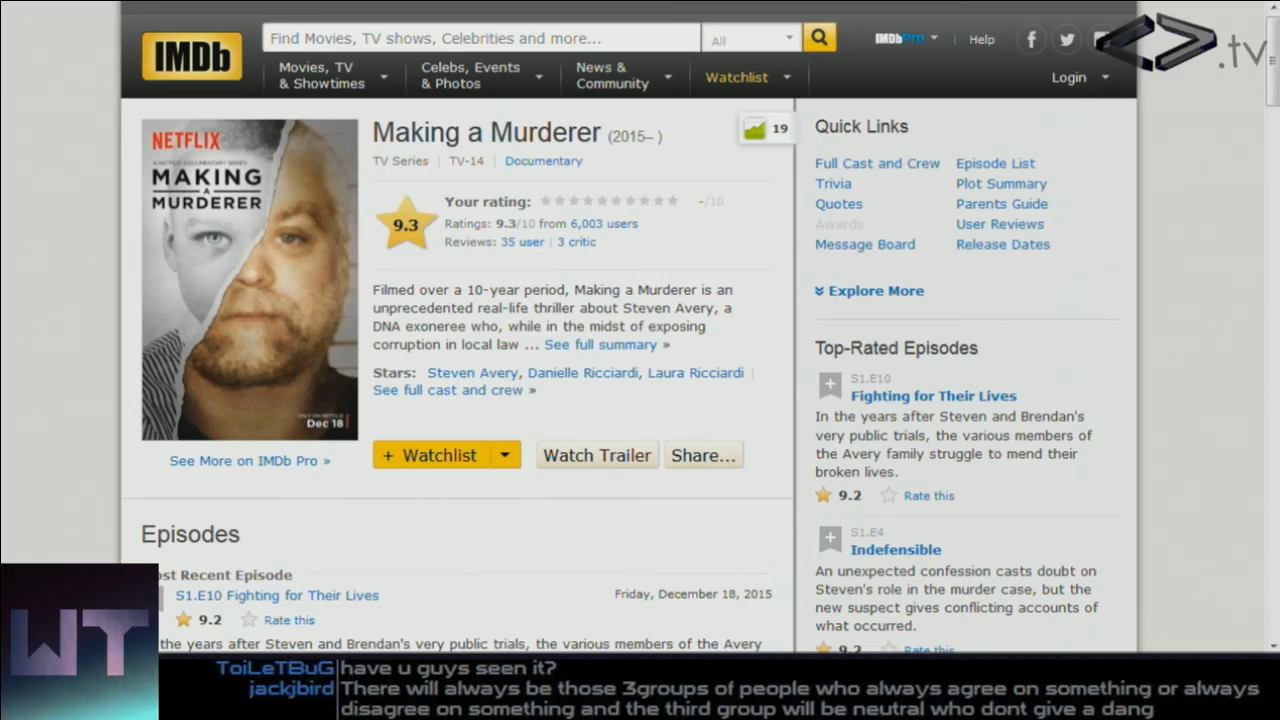 IMDb
Find Movies, TV shows, Celebrities and more...
All
IMDbPro
Help
.tv
Movies, TV & Showtimes
Celebs, Events & Photos
News & Community
Watchlist
Login
NETFLIX
A NETFLIX DOCUMENTARY SERIES
MAKING
A
MURDERER
ONLY ON NETFLIX
Dec 18
See More on IMDb Pro »
Making a Murderer (2015– )
19
TV Series | TV-14 | Documentary
9.3
Your rating: -/10
Ratings: 9.3/10 from 6,003 users
Reviews: 35 user | 3 critic
Filmed over a 10-year period, Making a Murderer is an
unprecedented real-life thriller about Steven Avery, a
DNA exoneree who, while in the midst of exposing
corruption in local law ... See full summary »
Stars: Steven Avery, Danielle Ricciardi, Laura Ricciardi |
See full cast and crew »
+ Watchlist
Watch Trailer
Share...
Episodes
ost Recent Episode
S1.E10 Fighting for Their Lives
Friday, December 18, 2015
9.2 Rate this
the years after Steven and Brendan's very public trials, the various members of the Avery
Quick Links
Full Cast and Crew Episode List
Trivia Plot Summary
Quotes Parents Guide
Awards User Reviews
Message Board Release Dates
Explore More
Top-Rated Episodes
S1.E10
Fighting for Their Lives
In the years after Steven and Brendan's
very public trials, the various members of
the Avery family struggle to mend their
broken lives.
9.2 Rate this
S1.E4
Indefensible
An unexpected confession casts doubt on
Steven's role in the murder case, but the
new suspect gives conflicting accounts of
what occurred.
9.2 Rate this
WT
ToiLeTBuG have u guys seen it?
jackjbird There will always be those 3groups of people who always agree on something or always
disagree on something and the third group will be neutral who dont give a dang